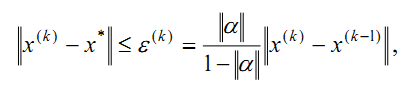 ‖x^(k) − x^*‖ ≤ ε^(k) = ‖α‖ / (1 − ‖α‖) ‖x^(k) − x^(k−1)‖,